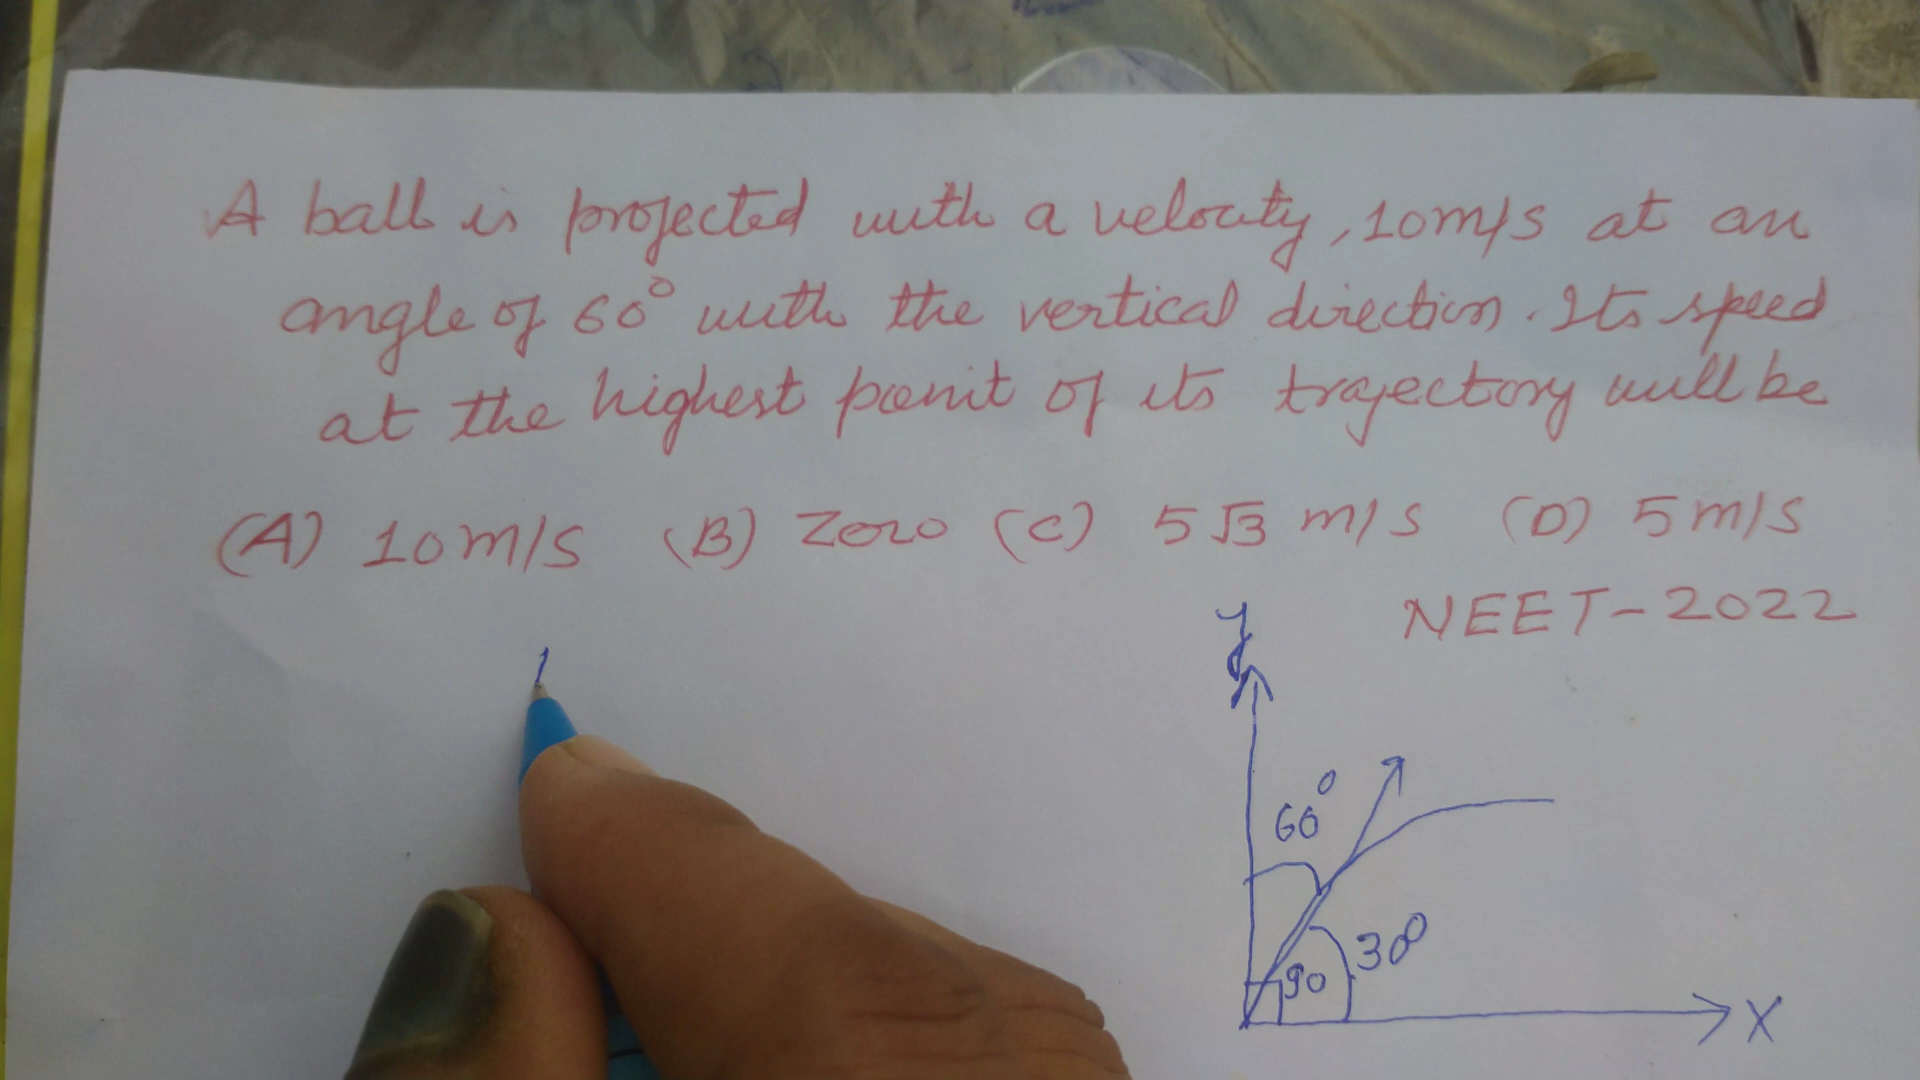 A ball is projected with a velocity, 10m/s at an
angle of 60° with the vertical direction. Its speed
at the highest point of its trajectory will be
(A) 10m/s (B) Zero (C) 5√3 m/s (D) 5m/s
NEET-2022
y
60°
30°
90
X